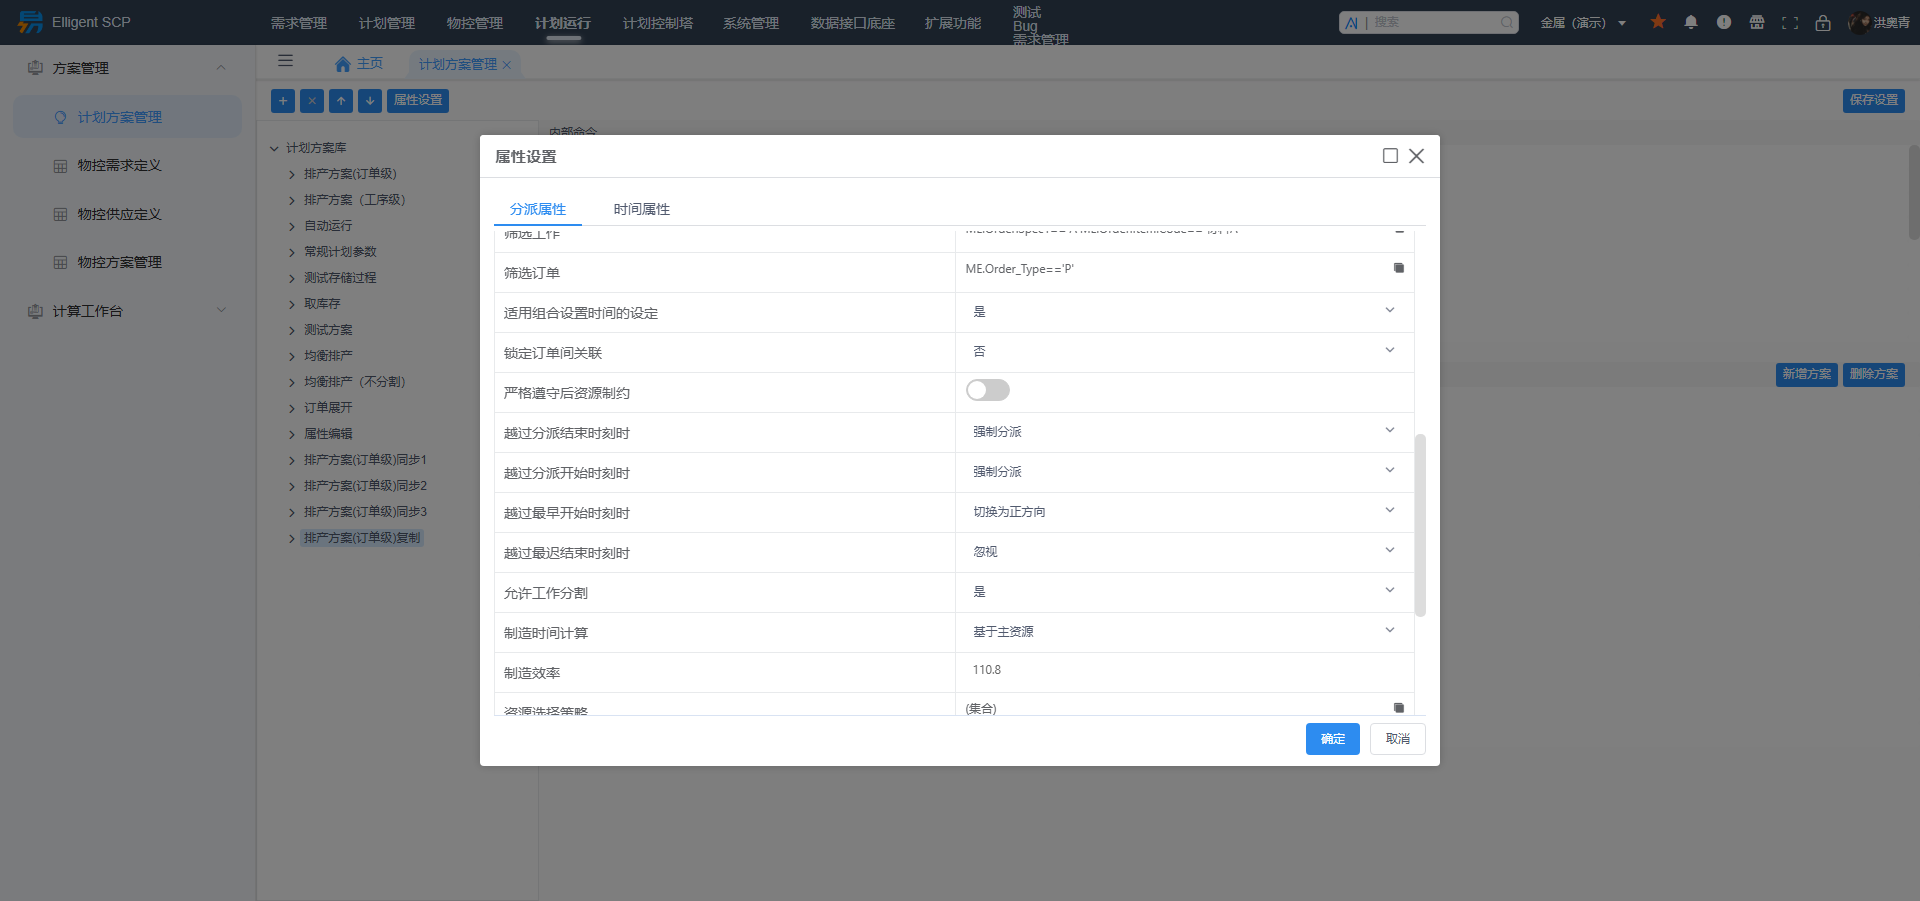 Elligent SCP
需求管理
计划管理
物控管理
计划运行
计划控制塔
系统管理
数据接口底座
扩展功能
测试
Bug
需求管理
AI | 搜索
金属（演示）
洪奥青
方案管理
计划方案管理
物控需求定义
物控供应定义
物控方案管理
计算工作台
主页
计划方案管理
属性设置
保存设置
计划方案库
排产方案(订单级)
排产方案（工序级）
自动运行
常规计划参数
测试存储过程
取库存
测试方案
均衡排产
均衡排产（不分割）
订单展开
属性编辑
排产方案(订单级)同步1
排产方案(订单级)同步2
排产方案(订单级)同步3
排产方案(订单级)复制
内部命令
新增方案
删除方案
属性设置
分派属性
时间属性
筛选工作
筛选订单
ME.Order_Type=='P'
适用组合设置时间的设定
是
锁定订单间关联
否
严格遵守后资源制约
越过分派结束时刻时
强制分派
越过分派开始时刻时
强制分派
越过最早开始时刻时
切换为正方向
越过最迟结束时刻时
忽视
允许工作分割
是
制造时间计算
基于主资源
制造效率
110.8
资源选择策略
(集合)
确定
取消